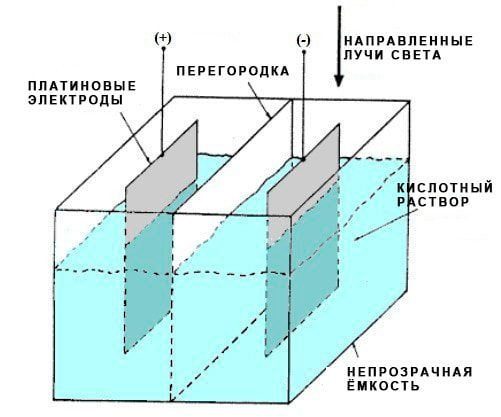 (+)
(-)
НАПРАВЛЕННЫЕ
ЛУЧИ СВЕТА
ПЛАТИНОВЫЕ
ЭЛЕКТРОДЫ
ПЕРЕГОРОДКА
КИСЛОТНЫЙ
РАСТВОР
НЕПРОЗРАЧНАЯ
ЁМКОСТЬ